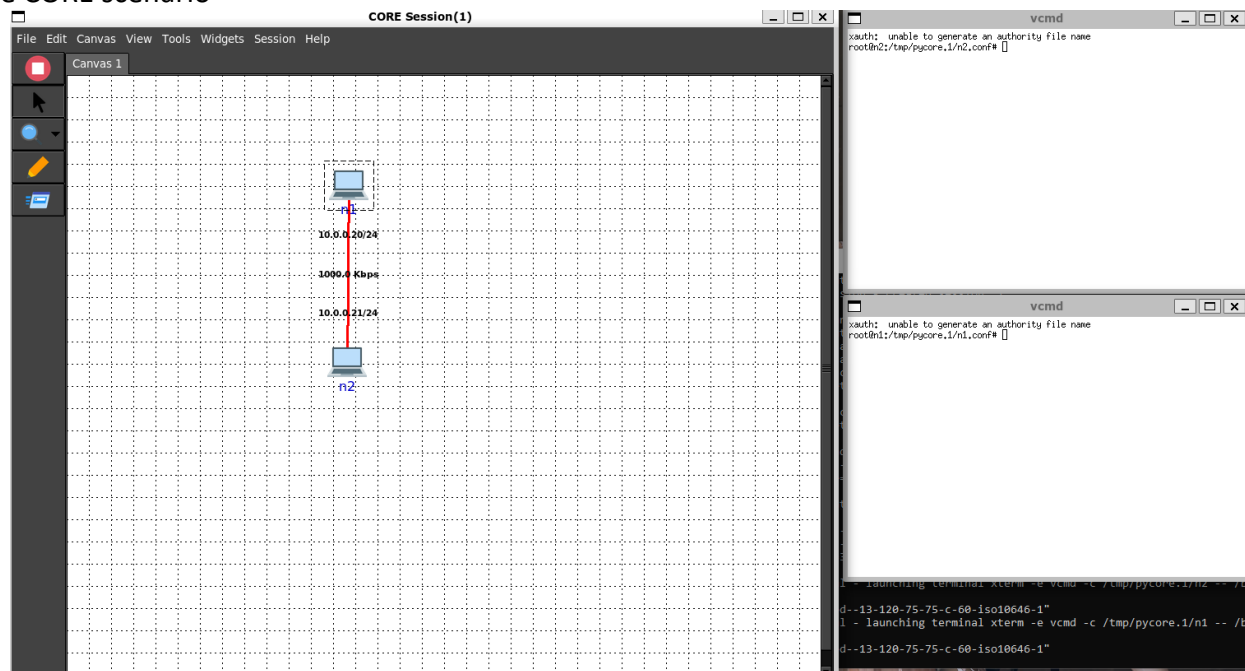 CORE scenario
CORE Session(1)
File Edit Canvas View Tools Widgets Session Help
Canvas 1
n1
10.0.0.20/24
1000.0 Kbps
10.0.0.21/24
n2
vcmd
xauth: unable to generate an authority file name
root@n2:/tmp/pycore.1/n2.conf#
vcmd
xauth: unable to generate an authority file name
root@n1:/tmp/pycore.1/n1.conf#
l - launching terminal xterm -e vcmd -c /tmp/pycore.1/n2 -- /b
d--13-120-75-75-c-60-iso10646-1"
l - launching terminal xterm -e vcmd -c /tmp/pycore.1/n1 -- /b
d--13-120-75-75-c-60-iso10646-1"